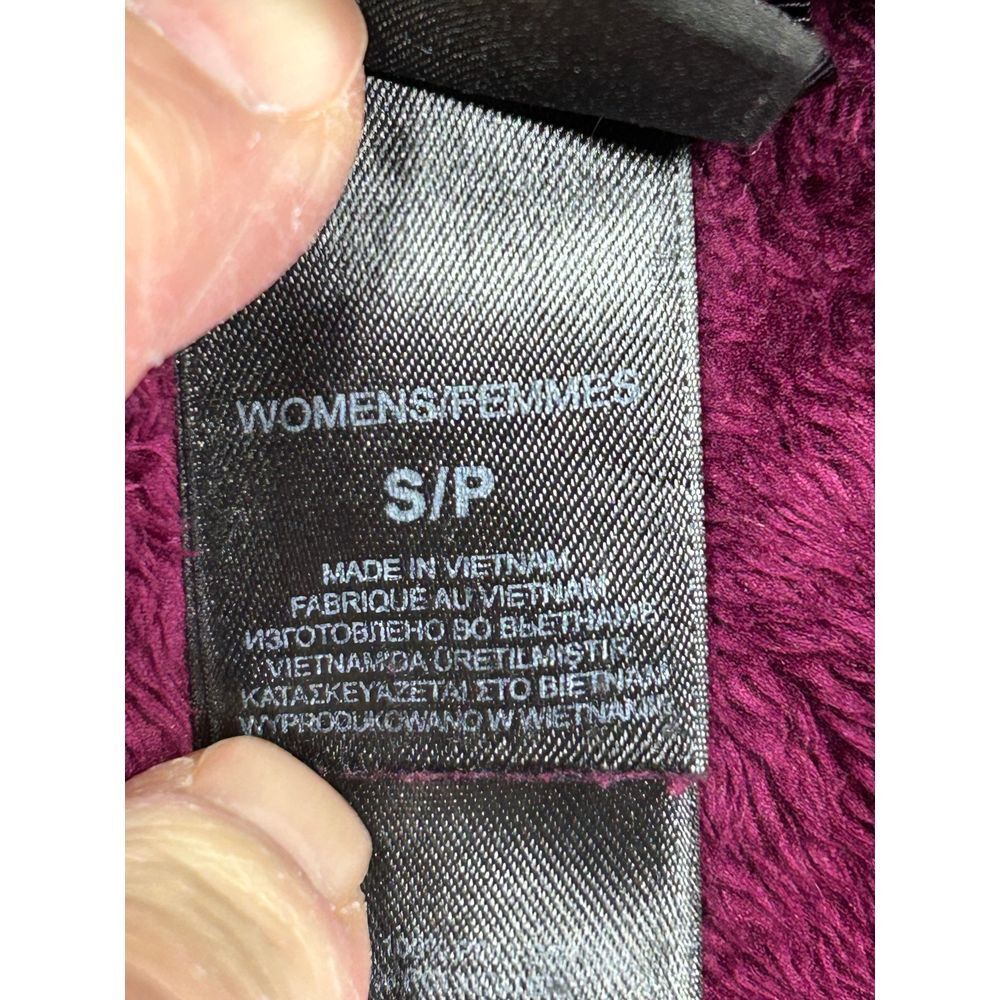 WOMENS/FEMMES
S/P
MADE IN VIETNAM
FABRIQUE AU VIETNAM
ИЗГОТОВЛЕНО ВО ВЬЕТНАМЕ
VIETNAM'DA ÜRETILMIŞTIR
ΚΑΤΑΣΚΕΥΑΖΕΤΑΙ ΣΤΟ ΒΙΕΤΝΑΜ
WYPRODUKOWANO W WIETNAMIE